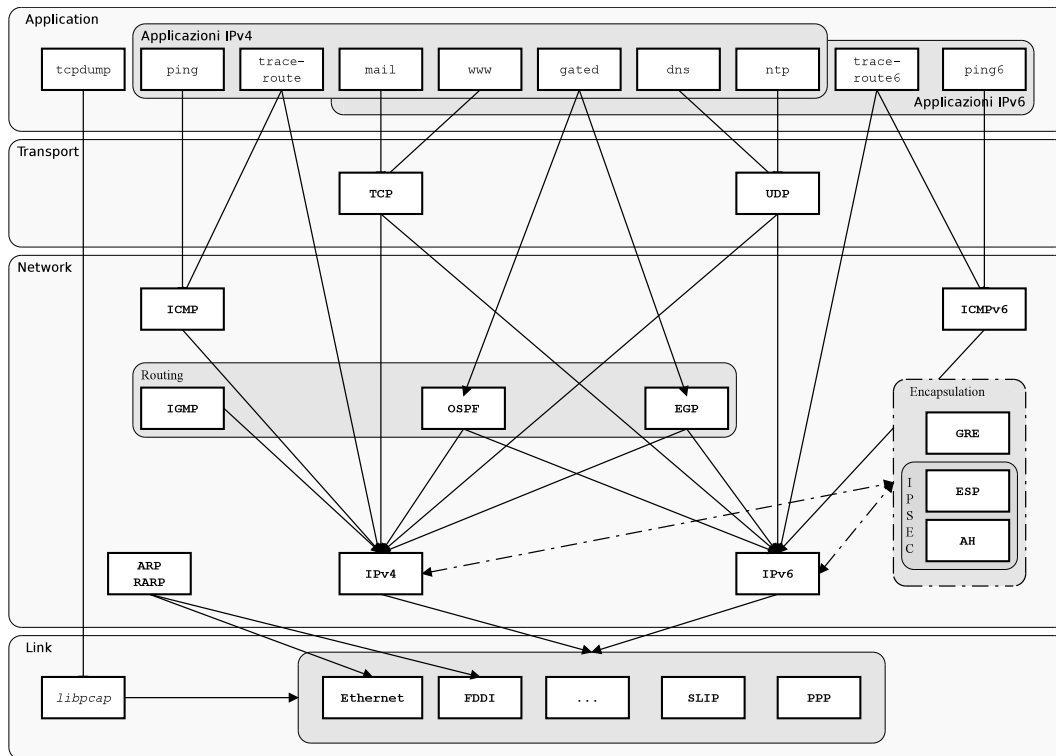 Application
Applicazioni IPv4
tcpdump
ping
trace-
route
mail
www
gated
dns
ntp
trace-
route6
ping6
Applicazioni IPv6
Transport
TCP
UDP
Network
ICMP
ICMPv6
Routing
IGMP
OSPF
EGP
Encapsulation
GRE
I
P
S
E
C
ESP
AH
ARP
RARP
IPv4
IPv6
Link
libpcap
Ethernet
FDDI
...
SLIP
PPP